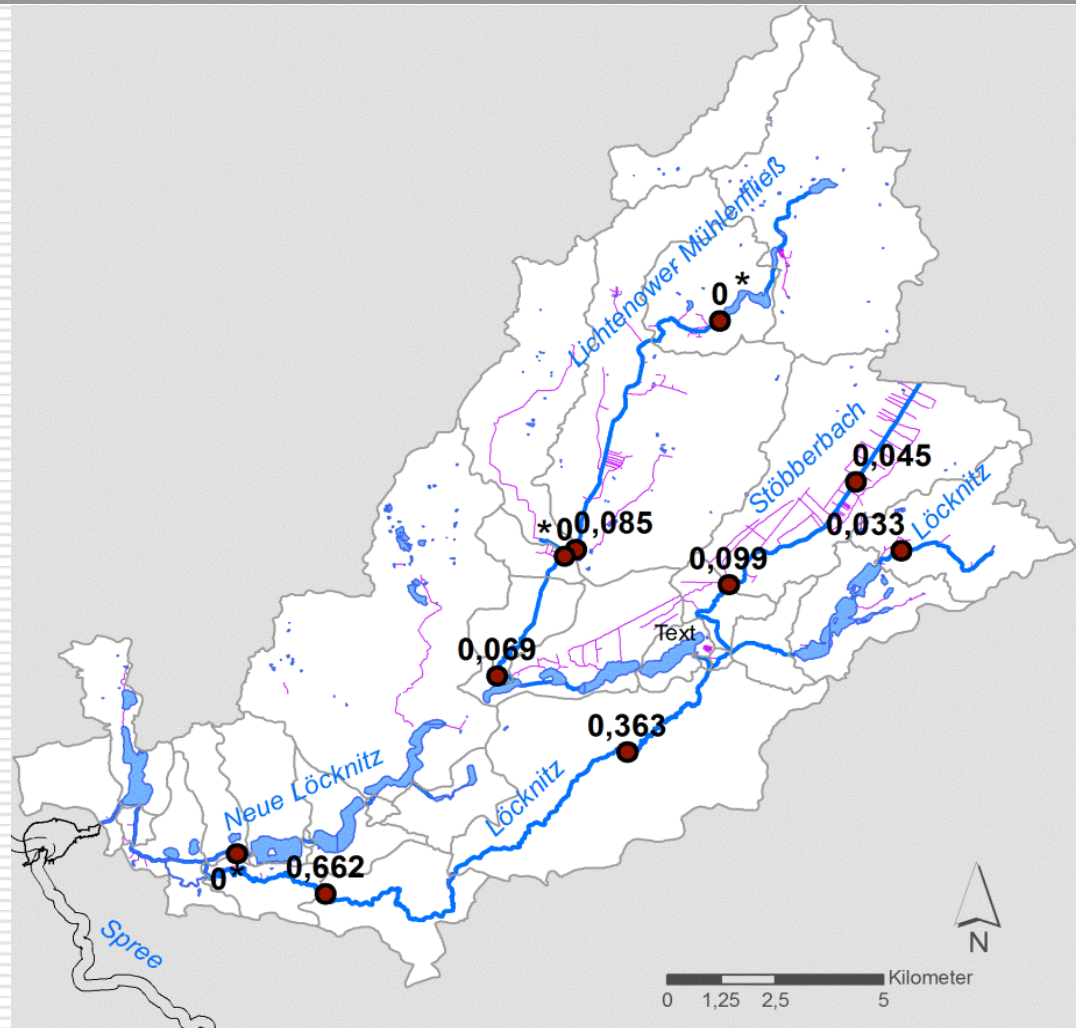 Lichtenower Mühlenfließ
0 *
Stöbberbach
0,045
Löcknitz
0,033
* 0
0,085
0,099
Text
0,069
0,363
Löcknitz
Neue Löcknitz
0*
0,662
Spree
N
Kilometer
0 1,25 2,5 5